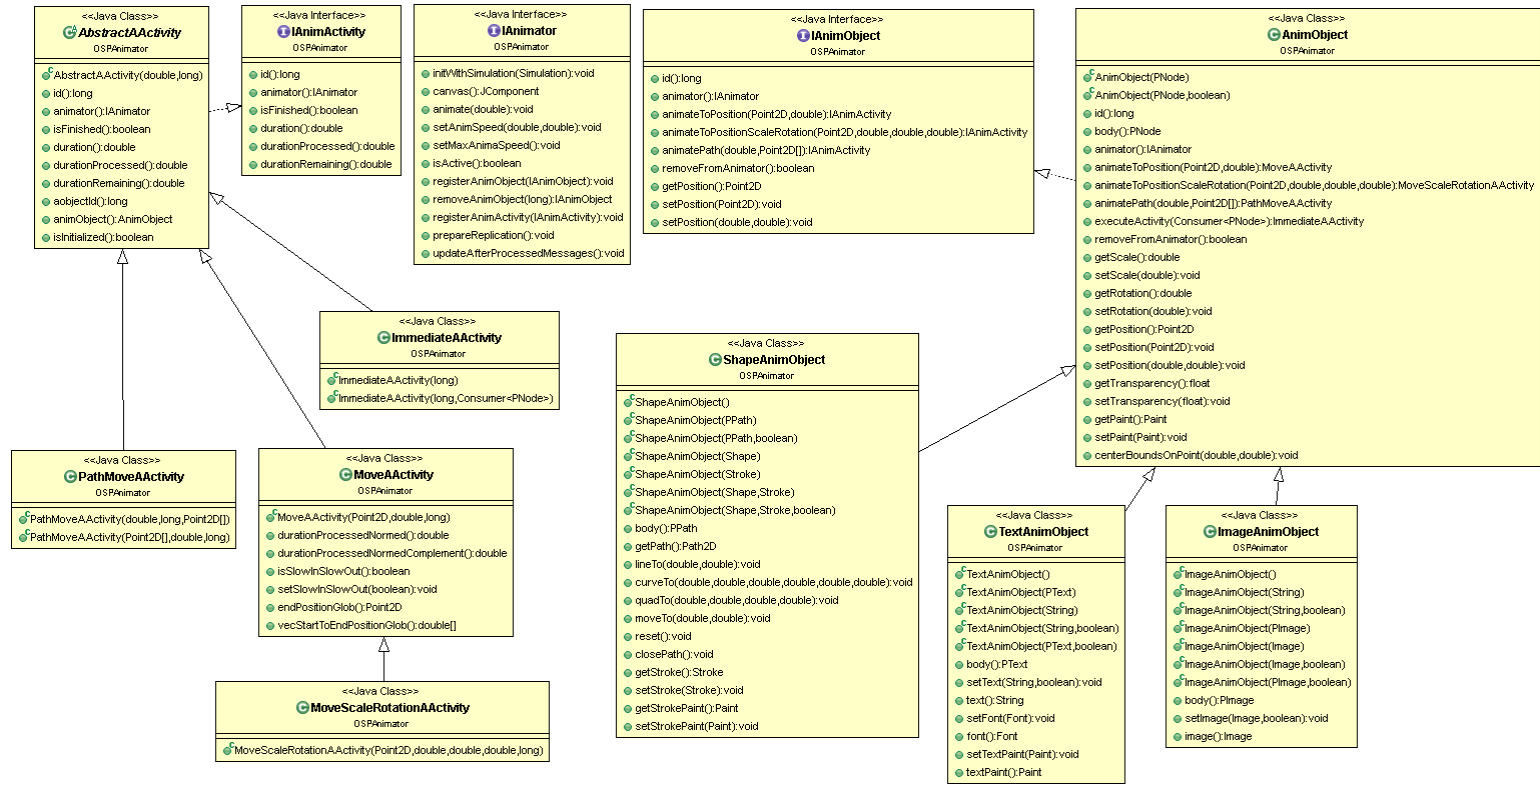 <<Java Class>>
AbstractAActivity
OSPAnimator
AbstractAActivity(double,long)
id():long
animator():IAnimator
isFinished():boolean
duration():double
durationProcessed():double
durationRemaining():double
aobjectId():long
animObject():AnimObject
isInitialized():boolean
<<Java Interface>>
IAnimActivity
OSPAnimator
id():long
animator():IAnimator
isFinished():boolean
duration():double
durationProcessed():double
durationRemaining():double
<<Java Interface>>
IAnimator
OSPAnimator
initWithSimulation(Simulation):void
canvas():JComponent
animate(double):void
setAnimSpeed(double,double):void
setMaxAnimaSpeed():void
isActive():boolean
registerAnimObject(IAnimObject):void
removeAnimObject(long):IAnimObject
registerAnimActivity(IAnimActivity):void
prepareReplication():void
updateAfterProcessedMessages():void
<<Java Interface>>
IAnimObject
OSPAnimator
id():long
animator():IAnimator
animateToPosition(Point2D,double):IAnimActivity
animateToPositionScaleRotation(Point2D,double,double,double):IAnimActivity
animatePath(double,Point2D[]):IAnimActivity
removeFromAnimator():boolean
getPosition():Point2D
setPosition(Point2D):void
setPosition(double,double):void
<<Java Class>>
AnimObject
OSPAnimator
AnimObject(PNode)
AnimObject(PNode,boolean)
id():long
body():PNode
animator():IAnimator
animateToPosition(Point2D,double):MoveAActivity
animateToPositionScaleRotation(Point2D,double,double,double):MoveScaleRotationAActivity
animatePath(double,Point2D[]):PathMoveAActivity
executeActivity(Consumer<PNode>):ImmediateAActivity
removeFromAnimator():boolean
getScale():double
setScale(double):void
getRotation():double
setRotation(double):void
getPosition():Point2D
setPosition(Point2D):void
setPosition(double,double):void
getTransparency():float
setTransparency(float):void
getPaint():Paint
setPaint(Paint):void
centerBoundsOnPoint(double,double):void
<<Java Class>>
ImmediateAActivity
OSPAnimator
ImmediateAActivity(long)
ImmediateAActivity(long,Consumer<PNode>)
<<Java Class>>
ShapeAnimObject
OSPAnimator
ShapeAnimObject()
ShapeAnimObject(PPath)
ShapeAnimObject(PPath,boolean)
ShapeAnimObject(Shape)
ShapeAnimObject(Stroke)
ShapeAnimObject(Shape,Stroke)
ShapeAnimObject(Shape,Stroke,boolean)
body():PPath
getPath():Path2D
lineTo(double,double):void
curveTo(double,double,double,double,double,double):void
quadTo(double,double,double,double):void
moveTo(double,double):void
reset():void
closePath():void
getStroke():Stroke
setStroke(Stroke):void
getStrokePaint():Paint
setStrokePaint(Paint):void
<<Java Class>>
PathMoveAActivity
OSPAnimator
PathMoveAActivity(double,long,Point2D[])
PathMoveAActivity(Point2D[],double,long)
<<Java Class>>
MoveAActivity
OSPAnimator
MoveAActivity(Point2D,double,long)
durationProcessedNormed():double
durationProcessedNormedComplement():double
isSlowInSlowOut():boolean
setSlowInSlowOut(boolean):void
endPositionGlob():Point2D
vecStartToEndPositionGlob():double[]
<<Java Class>>
TextAnimObject
OSPAnimator
TextAnimObject()
TextAnimObject(PText)
TextAnimObject(String)
TextAnimObject(String,boolean)
TextAnimObject(PText,boolean)
body():PText
setText(String,boolean):void
text():String
setFont(Font):void
font():Font
setTextPaint(Paint):void
textPaint():Paint
<<Java Class>>
ImageAnimObject
OSPAnimator
ImageAnimObject()
ImageAnimObject(String)
ImageAnimObject(String,boolean)
ImageAnimObject(PImage)
ImageAnimObject(Image)
ImageAnimObject(Image,boolean)
ImageAnimObject(PImage,boolean)
body():PImage
setImage(Image,boolean):void
image():Image
<<Java Class>>
MoveScaleRotationAActivity
OSPAnimator
MoveScaleRotationAActivity(Point2D,double,double,double,long)